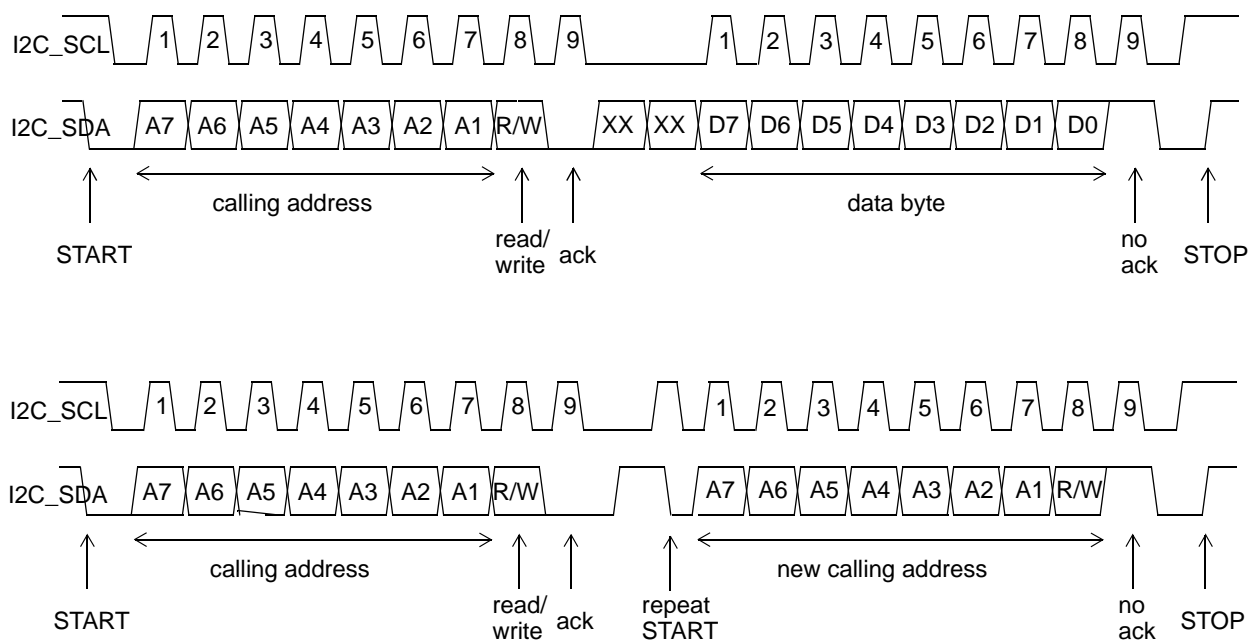 I2C_SCL 1 2 3 4 5 6 7 8 9 1 2 3 4 5 6 7 8 9
I2C_SDA A7 A6 A5 A4 A3 A2 A1 R/W XX XX D7 D6 D5 D4 D3 D2 D1 D0
calling address data byte
START read/ ack no STOP
write ack
I2C_SCL 1 2 3 4 5 6 7 8 9 1 2 3 4 5 6 7 8 9
I2C_SDA A7 A6 A5 A4 A3 A2 A1 R/W A7 A6 A5 A4 A3 A2 A1 R/W
calling address new calling address
START read/ ack repeat no STOP
write START ack